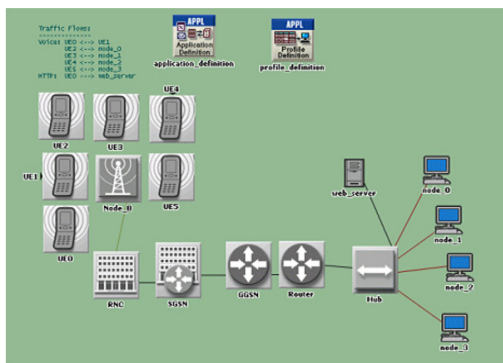 Traffic Flows:
Voice: UE0 <--> UE1
UE2 <--> node_0
UE3 <--> node_1
UE4 <--> node_2
UE5 <--> node_3
HTTP: UE0 <--> web_server
APPL
Application
Definition
application_definition
APPL
Profile
Definition
profile_definition
UE4
UE2
UE3
UE1
Node_B
UE5
UE0
web_server
node_0
node_1
node_2
node_3
RNC
SGSN
GGSN
Router
Hub